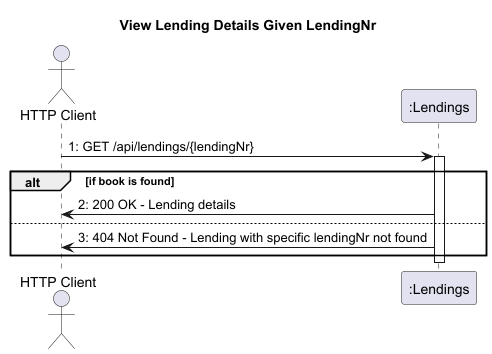 View Lending Details Given LendingNr
HTTP Client
:Lendings
1: GET /api/lendings/{lendingNr}
alt [if book is found]
2: 200 OK - Lending details
3: 404 Not Found - Lending with specific lendingNr not found
HTTP Client
:Lendings